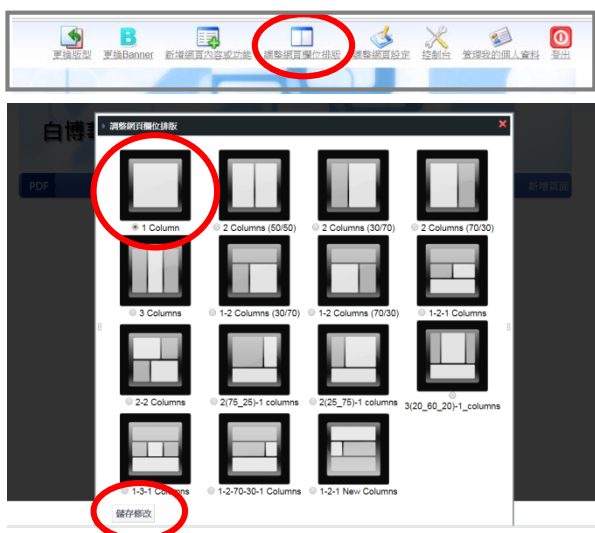 更換版型 更換Banner 新增網頁內容或功能 調整網頁欄位排版 調整網頁設定 控制台 管理我的個人資料 登出
白博
調整網頁欄位排版
PDF 新增頁面
1 Column 2 Columns (50/50) 2 Columns (30/70) 2 Columns (70/30)
3 Columns 1-2 Columns (30/70) 1-2 Columns (70/30) 1-2-1 Columns
2-2 Columns 2(75_25)-1 columns 2(25_75)-1 columns 3(20_60_20)-1_columns
1-3-1 Columns 1-2-70-30-1 Columns 1-2-1 New Columns
儲存修改